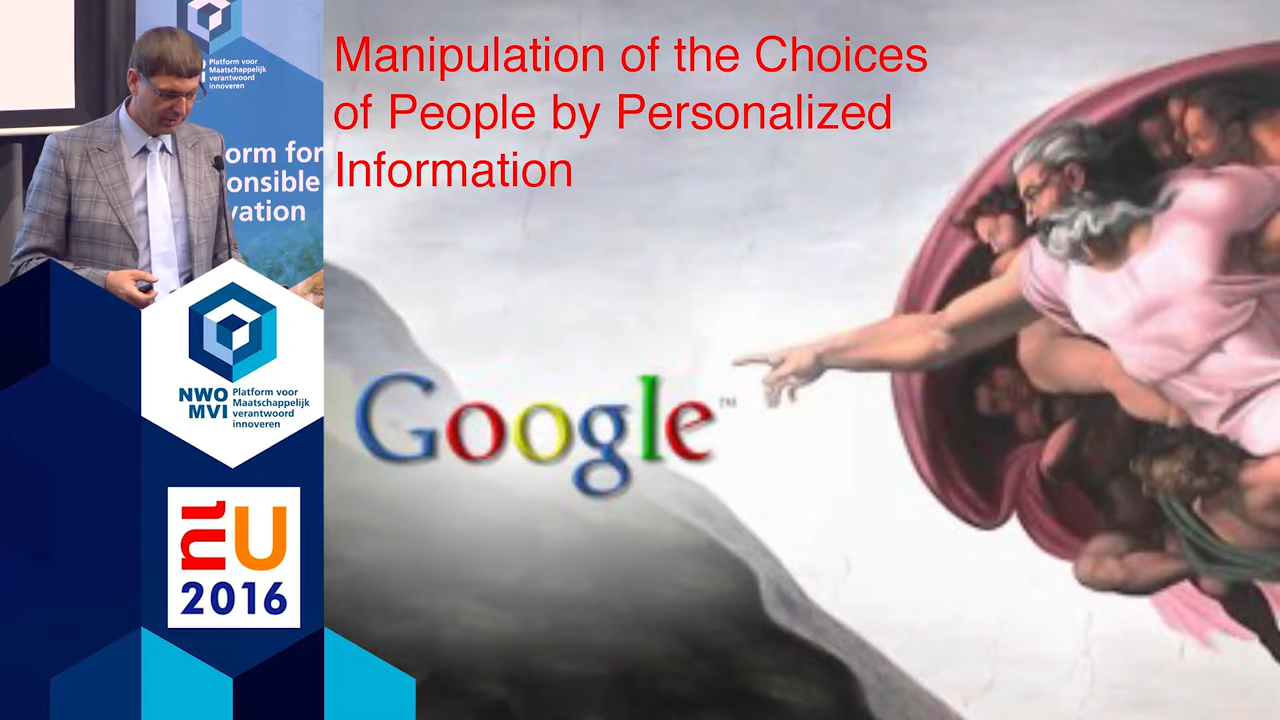 Platform voor
Maatschappelijk
verantwoord
innoveren
orm for
onsible
vation
Manipulation of the Choices
of People by Personalized
Information
Google™
NWO
MVI
Platform voor
Maatschappelijk
verantwoord
innoveren
nl
U
2016